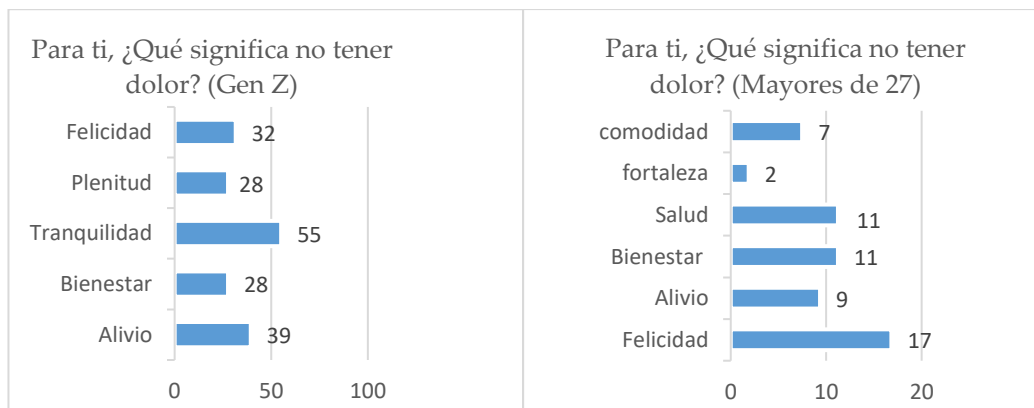 Para ti, ¿Qué significa no tener
dolor? (Gen Z)
Felicidad 32
Plenitud 28
Tranquilidad 55
Bienestar 28
Alivio 39
0 50 100
Para ti, ¿Qué significa no tener
dolor? (Mayores de 27)
comodidad 7
fortaleza 2
Salud 11
Bienestar 11
Alivio 9
Felicidad 17
0 10 20